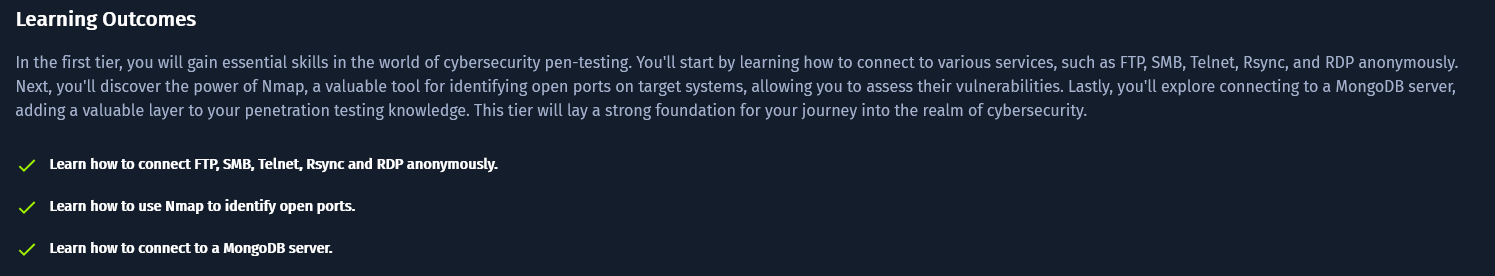 Learning Outcomes
In the first tier, you will gain essential skills in the world of cybersecurity pen-testing. You'll start by learning how to connect to various services, such as FTP, SMB, Telnet, Rsync, and RDP anonymously.
Next, you'll discover the power of Nmap, a valuable tool for identifying open ports on target systems, allowing you to assess their vulnerabilities. Lastly, you'll explore connecting to a MongoDB server,
adding a valuable layer to your penetration testing knowledge. This tier will lay a strong foundation for your journey into the realm of cybersecurity.
Learn how to connect FTP, SMB, Telnet, Rsync and RDP anonymously.
Learn how to use Nmap to identify open ports.
Learn how to connect to a MongoDB server.